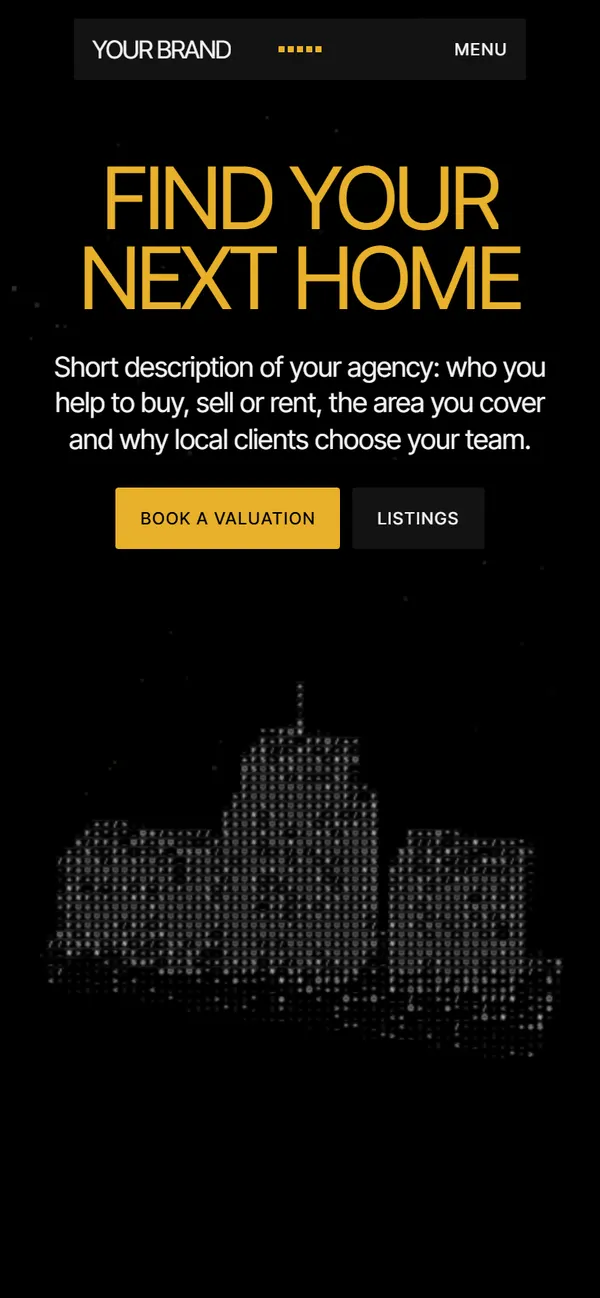 YOUR BRAND
MENU
FIND YOUR
NEXT HOME
Short description of your agency: who you
help to buy, sell or rent, the area you cover
and why local clients choose your team.
BOOK A VALUATION
LISTINGS